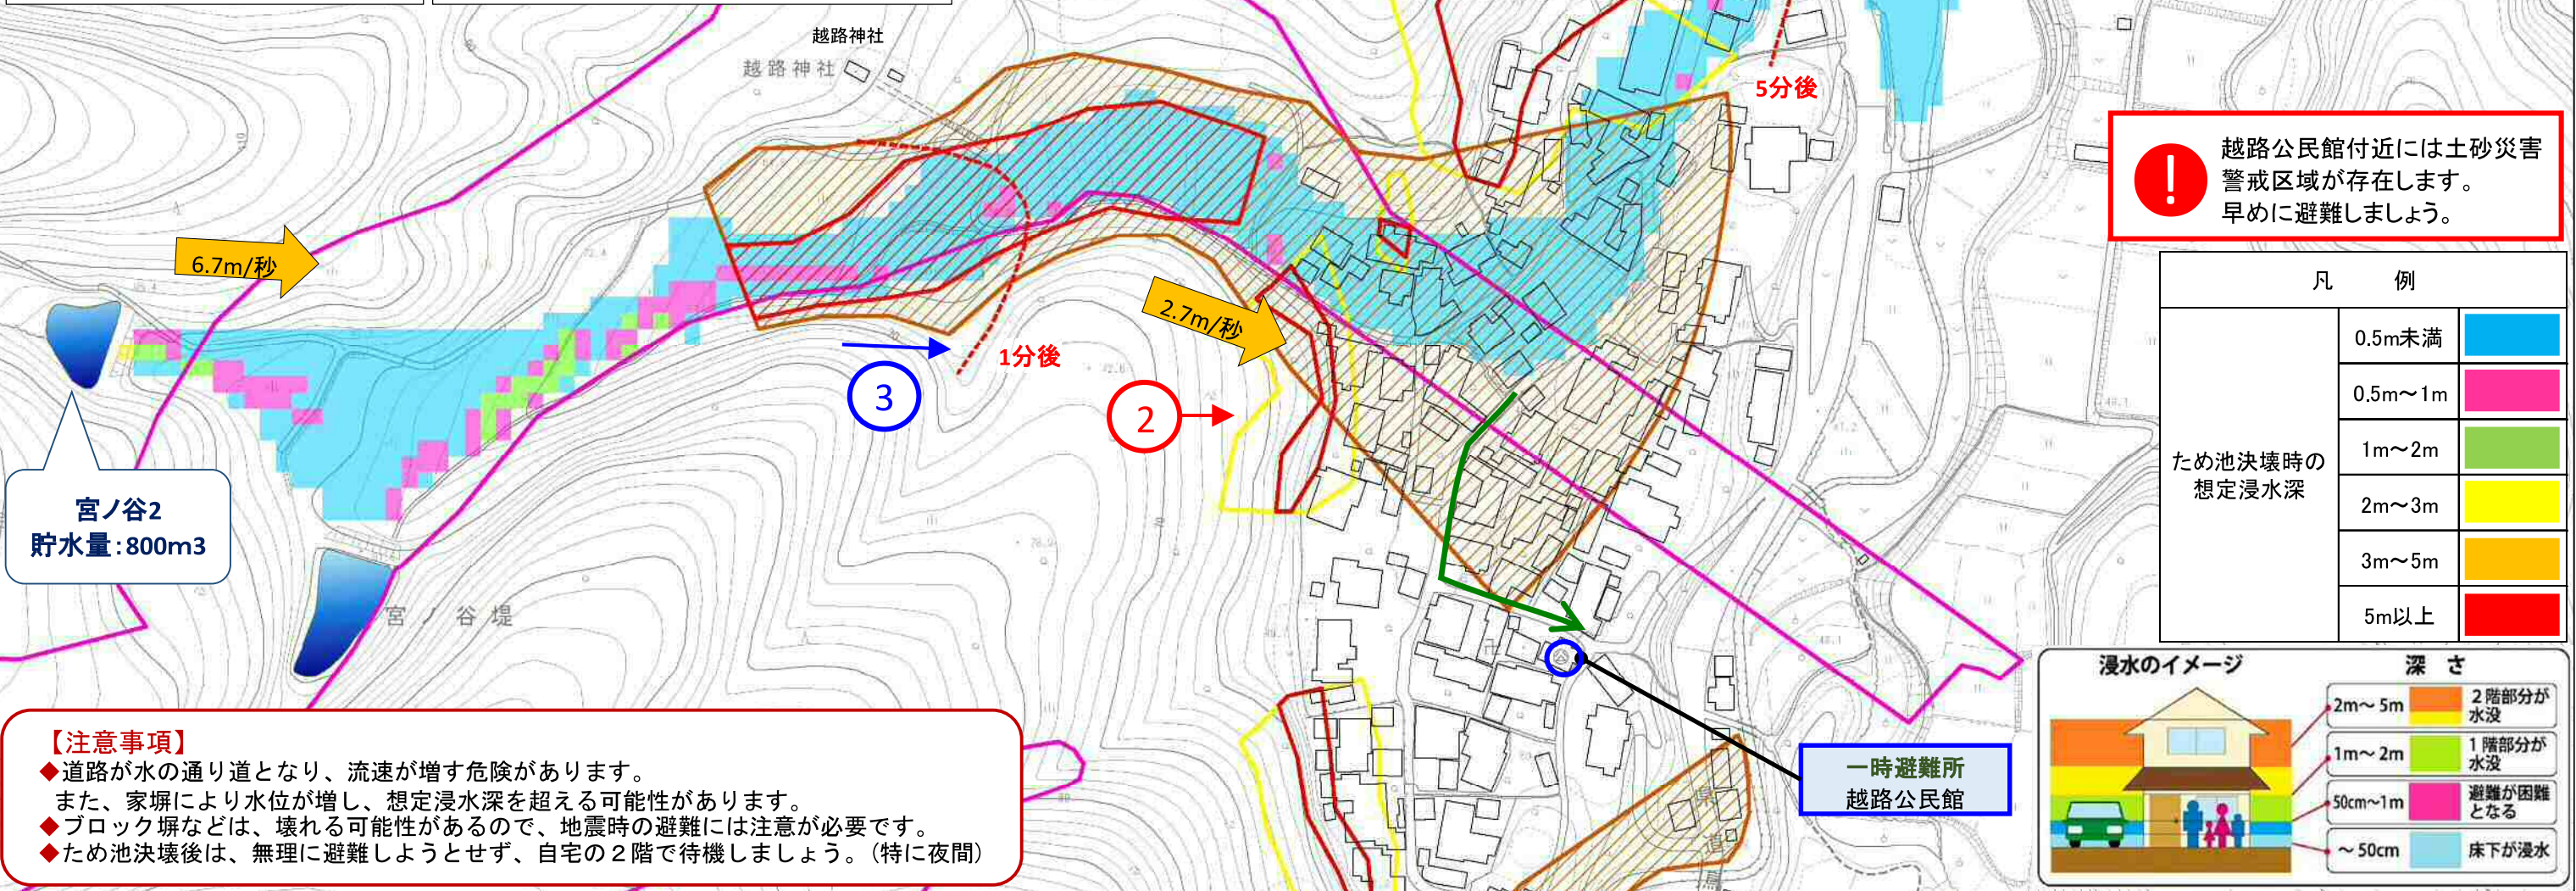 越路神社
越路神社
5分後
越路公民館付近には土砂災害
警戒区域が存在します。
早めに避難しましょう。
6.7m/秒
2.7m/秒
1分後
3
2
宮ノ谷2
貯水量:800m3
宮ノ谷堤
凡 例
ため池決壊時の
想定浸水深
0.5m未満
0.5m~1m
1m~2m
2m~3m
3m~5m
5m以上
浸水のイメージ
深 さ
2m~ 5m
2階部分が
水没
1m~ 2m
1階部分が
水没
50cm~1m
避難が困難
となる
~ 50cm
床下が浸水
一時避難所
越路公民館
県
道
【注意事項】
◆道路が水の通り道となり、流速が増す危険があります。
また、家塀により水位が増し、想定浸水深を超える可能性があります。
◆ブロック塀などは、壊れる可能性があるので、地震時の避難には注意が必要です。
◆ため池決壊後は、無理に避難しようとせず、自宅の2階で待機しましょう。(特に夜間)